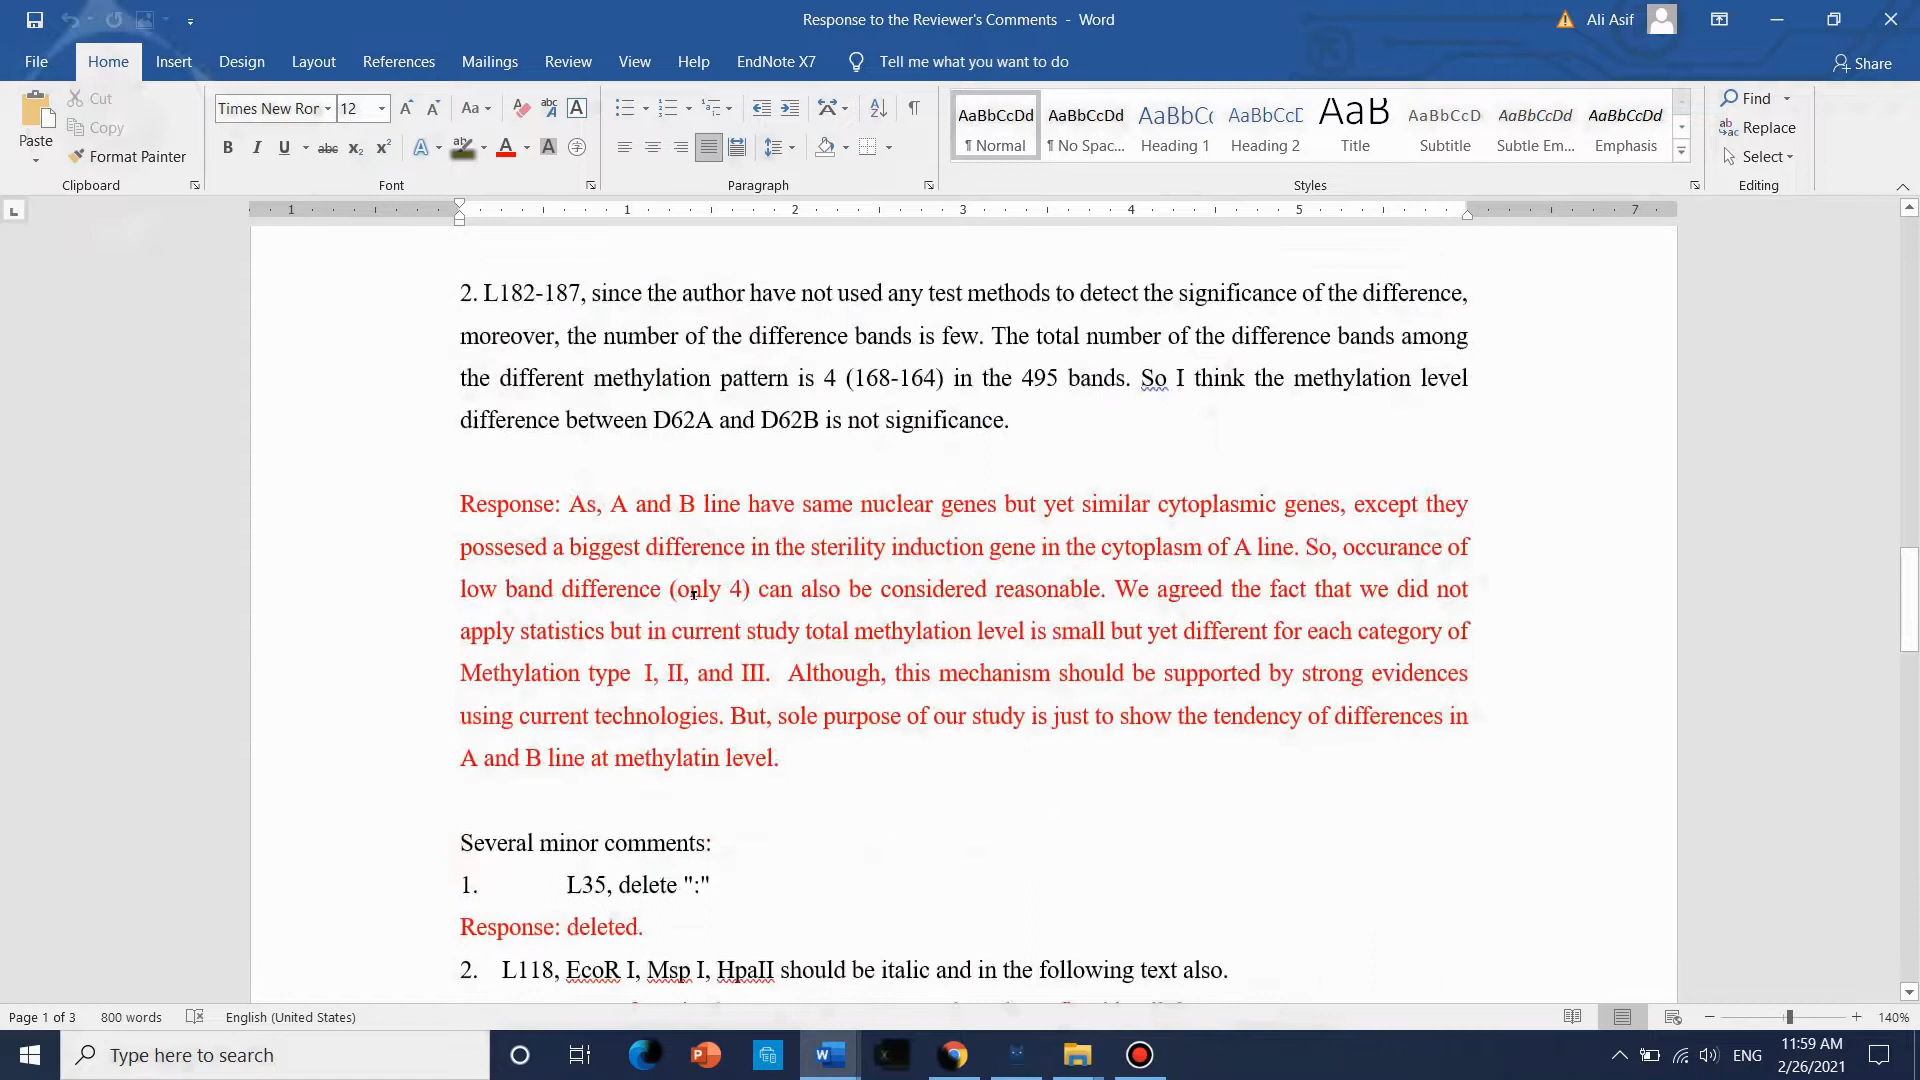 Response to the Reviewer's Comments - Word
Ali Asif
File Home Insert Design Layout References Mailings Review View Help EndNote X7 Tell me what you want to do Share
Paste
Cut
Copy
Format Painter
Clipboard
Times New Ror 12
Font
Paragraph
AaBbCcDd AaBbCcDd AaBbCc AaBbCcE AaB AaBbCcD AaBbCcDd AaBbCcDd
¶ Normal ¶ No Spac... Heading 1 Heading 2 Title Subtitle Subtle Em... Emphasis
Styles
Find
Replace
Select
Editing
1 1 2 3 4 5 7
2. L182-187, since the author have not used any test methods to detect the significance of the difference,
moreover, the number of the difference bands is few. The total number of the difference bands among
the different methylation pattern is 4 (168-164) in the 495 bands. So I think the methylation level
difference between D62A and D62B is not significance.
Response: As, A and B line have same nuclear genes but yet similar cytoplasmic genes, except they
possesed a biggest difference in the sterility induction gene in the cytoplasm of A line. So, occurance of
low band difference (only 4) can also be considered reasonable. We agreed the fact that we did not
apply statistics but in current study total methylation level is small but yet different for each category of
Methylation type I, II, and III. Although, this mechanism should be supported by strong evidences
using current technologies. But, sole purpose of our study is just to show the tendency of differences in
A and B line at methylatin level.
Several minor comments:
1. L35, delete ":"
Response: deleted.
2. L118, EcoR I, Msp I, HpaII should be italic and in the following text also.
Page 1 of 3 800 words English (United States) 140%
Type here to search
ENG
11:59 AM
2/26/2021